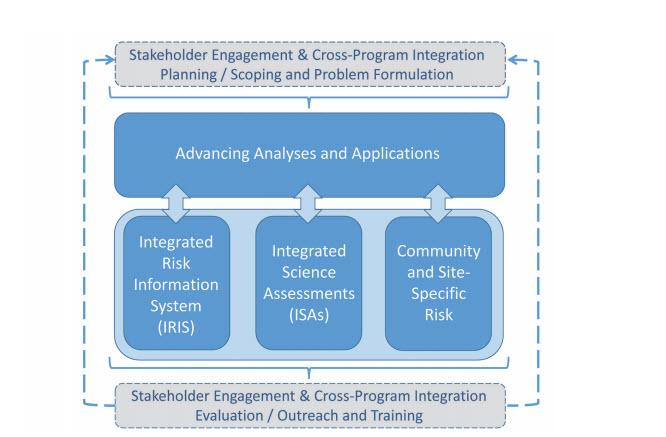 Stakeholder Engagement & Cross-Program Integration
Planning / Scoping and Problem Formulation
Advancing Analyses and Applications
Integrated
Risk
Information
System
(IRIS)
Integrated
Science
Assessments
(ISAs)
Community
and Site-
Specific
Risk
Stakeholder Engagement & Cross-Program Integration
Evaluation / Outreach and Training